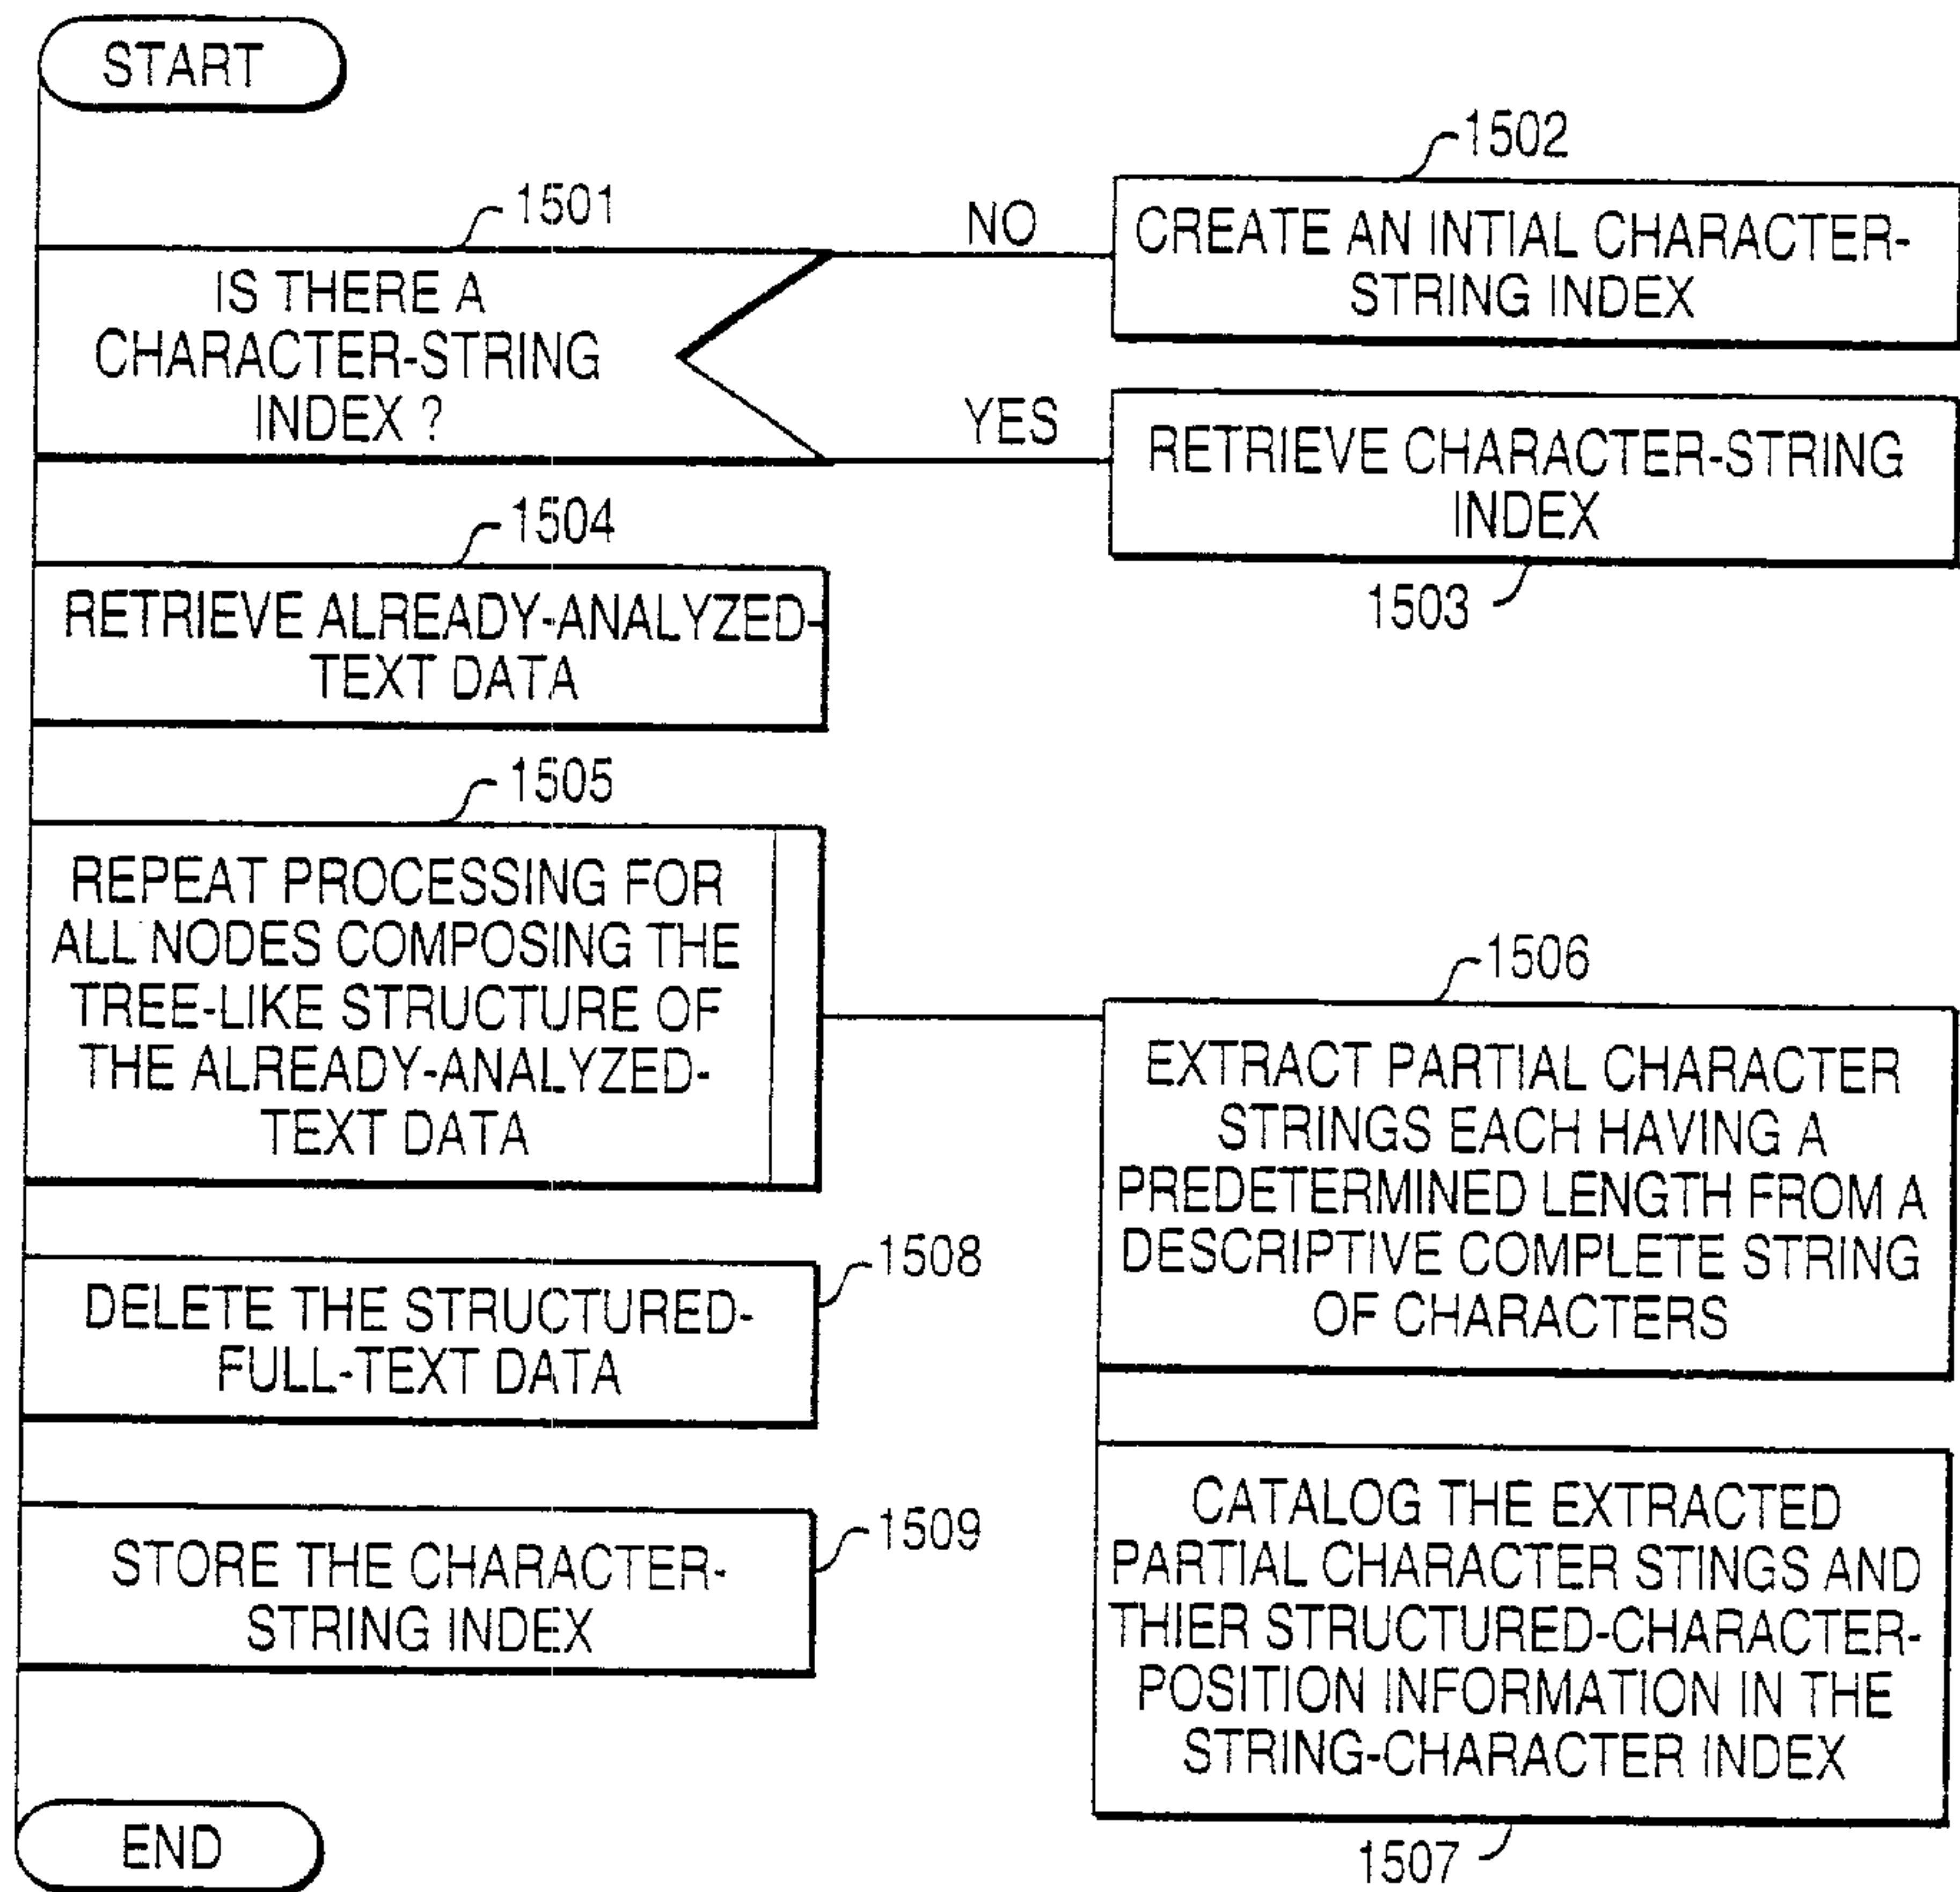 START
1501
IS THERE A
CHARACTER-STRING
INDEX ?
NO
1502
CREATE AN INTIAL CHARACTER-
STRING INDEX
YES
RETRIEVE CHARACTER-STRING
INDEX
1503
1504
RETRIEVE ALREADY-ANALYZED-
TEXT DATA
1505
REPEAT PROCESSING FOR
ALL NODES COMPOSING THE
TREE-LIKE STRUCTURE OF
THE ALREADY-ANALYZED-
TEXT DATA
1506
EXTRACT PARTIAL CHARACTER
STRINGS EACH HAVING A
PREDETERMINED LENGTH FROM A
DESCRIPTIVE COMPLETE STRING
OF CHARACTERS
CATALOG THE EXTRACTED
PARTIAL CHARACTER STINGS AND
THIER STRUCTURED-CHARACTER-
POSITION INFORMATION IN THE
STRING-CHARACTER INDEX
1507
1508
DELETE THE STRUCTURED-
FULL-TEXT DATA
1509
STORE THE CHARACTER-
STRING INDEX
END